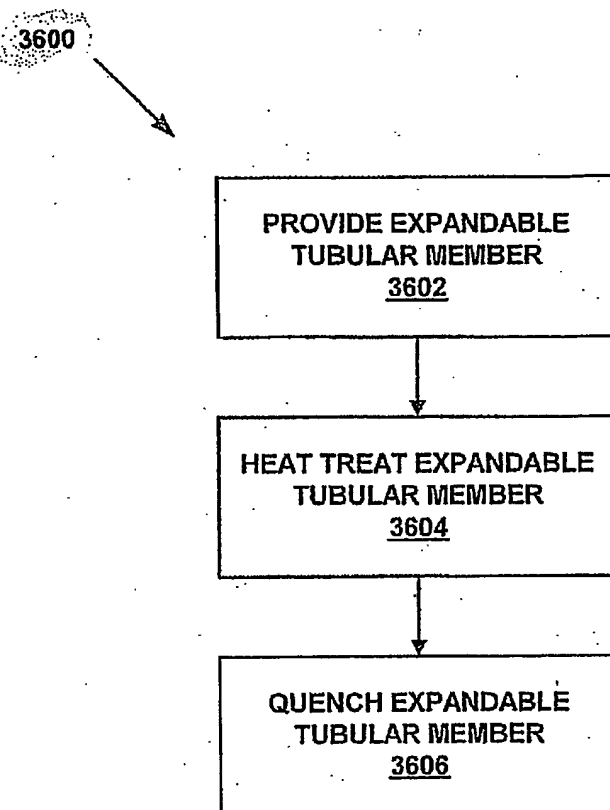 3600
PROVIDE EXPANDABLE
TUBULAR MEMBER
3602
HEAT TREAT EXPANDABLE
TUBULAR MEMBER
3604
QUENCH EXPANDABLE
TUBULAR MEMBER
3606